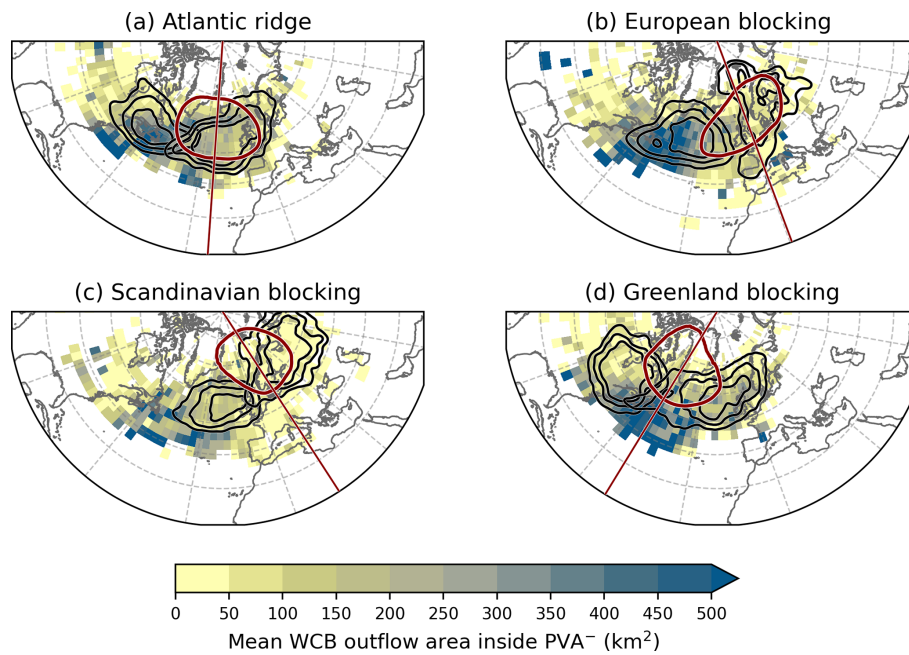 (a) Atlantic ridge
(b) European blocking
(c) Scandinavian blocking
(d) Greenland blocking
0 50 100 150 200 250 300 350 400 450 500
Mean WCB outflow area inside PVA⁻ (km²)